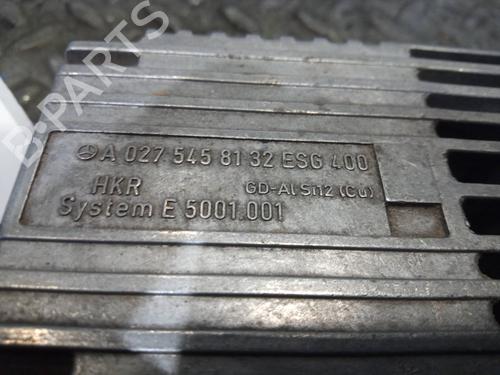 A 027 545 81 32 ESG 400
HKR GD-Al Si12 (Cu)
System E 5001.001
B-PARTS